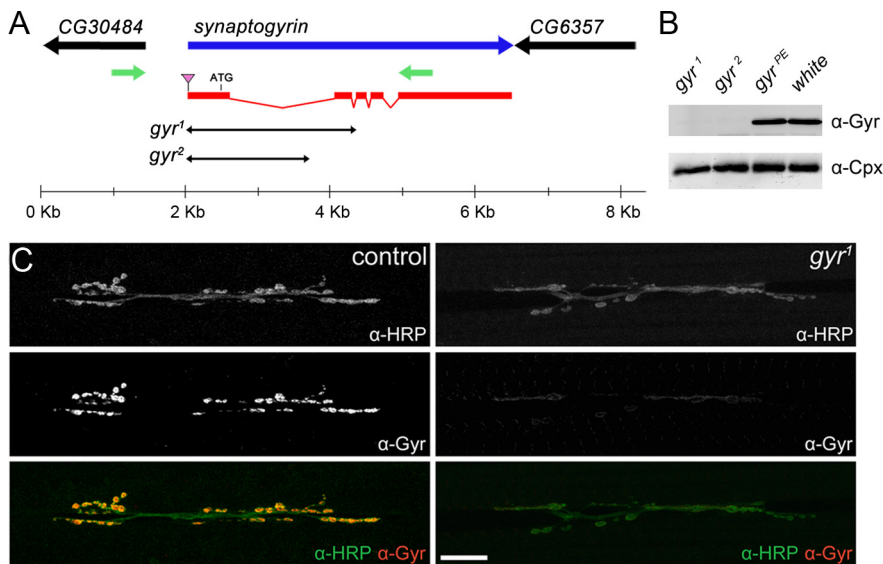 A
CG30484
synaptogyrin
CG6357
ATG
gyr1
gyr2
0 Kb 2 Kb 4 Kb 6 Kb 8 Kb
B
gyr1 gyr2 gyrPE white
α-Gyr
α-Cpx
C
control
α-HRP
gyr1
α-HRP
α-Gyr
α-Gyr
α-HRP α-Gyr
α-HRP α-Gyr